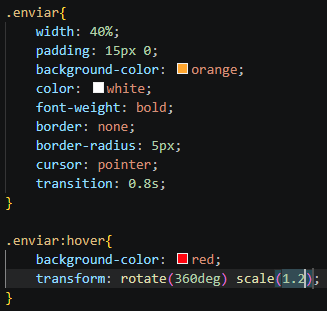 .enviar{
    width: 40%;
    padding: 15px 0;
    background-color: orange;
    color: white;
    font-weight: bold;
    border: none;
    border-radius: 5px;
    cursor: pointer;
    transition: 0.8s;
}

.enviar:hover{
    background-color: red;
    transform: rotate(360deg) scale(1.2);
}